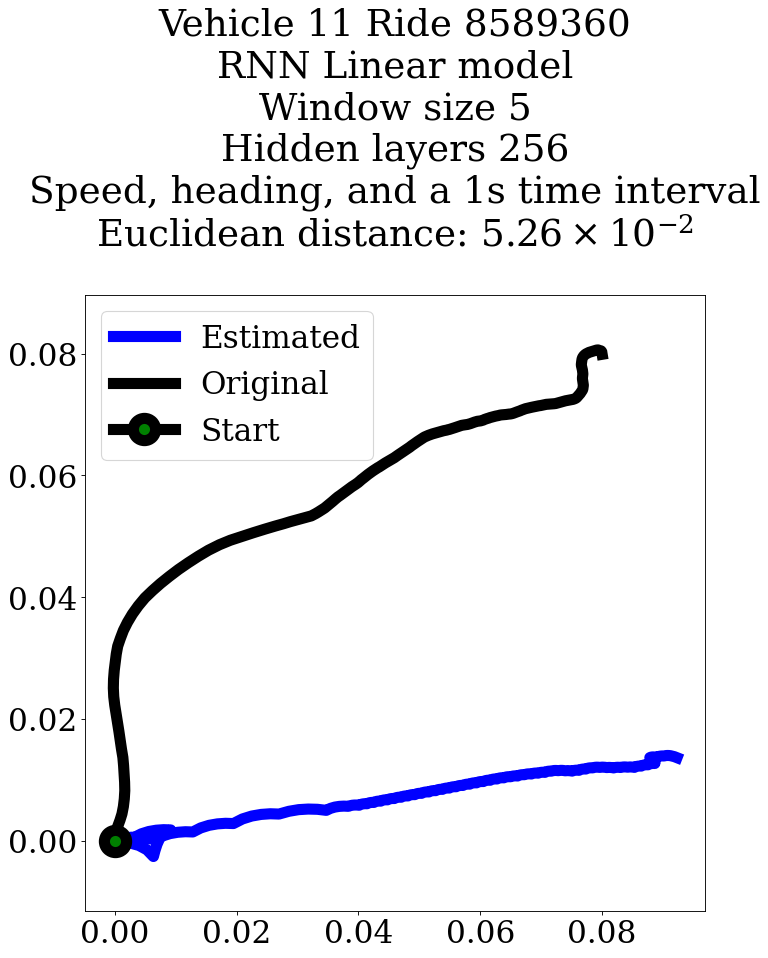 Vehicle 11 Ride 8589360
RNN Linear model
Window size 5
Hidden layers 256
Speed, heading, and a 1s time interval
Euclidean distance: 5.26 × 10⁻²
Estimated
Original
Start
0.08
0.06
0.04
0.02
0.00
0.00 0.02 0.04 0.06 0.08